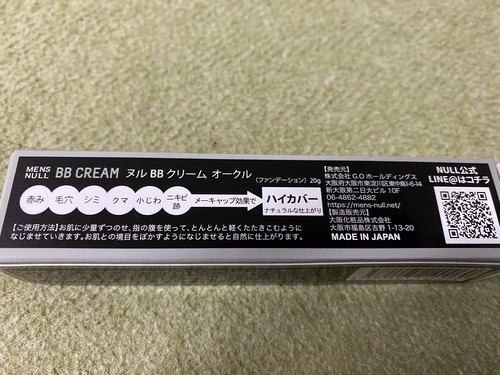 MENS NULL BB CREAM ヌル BB クリーム オークル (ファンデーション) 20g
赤み 毛穴 シミ クマ 小じわ ニキビ跡 メーキャップ効果で ハイカバー
ナチュラルな仕上がり
【ご使用方法】お肌に少量ずつのせ、指の腹を使って、とんとんと軽くたたきこむように
なじませていきます。お肌との境目をぼかすようになじませると自然に仕上がります。
【発売元】
株式会社 G.O ホールディングス
大阪府大阪市東淀川区東中島1-6-14
新大阪第二日大ビル 10F
06-4862-4882
https://mens-null.net/
【製造販売元】
大阪化粧品株式会社
大阪市福島区吉野 1-13-20
MADE IN JAPAN
NULL公式
LINE@はコチラ